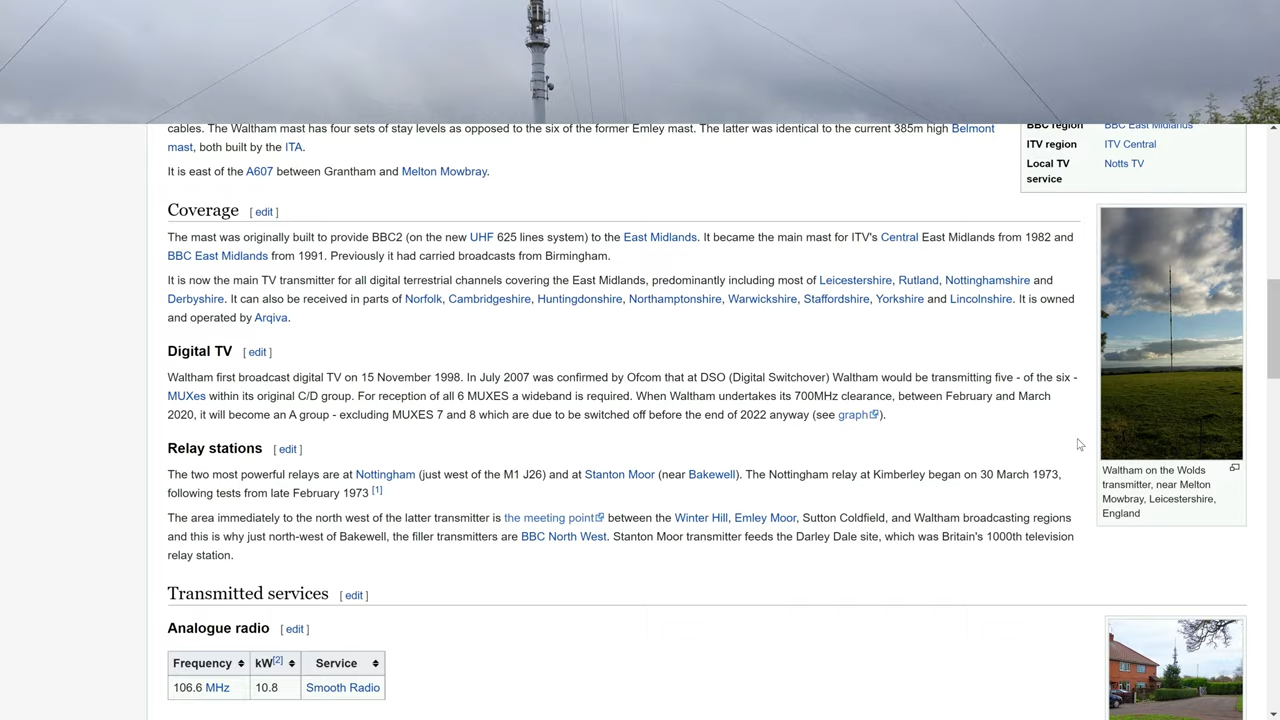 cables. The Waltham mast has four sets of stay levels as opposed to the six of the former Emley mast. The latter was identical to the current 385m high Belmont
mast, both built by the ITA.
It is east of the A607 between Grantham and Melton Mowbray.
BBC region BBC East Midlands
ITV region ITV Central
Local TV service Notts TV
Coverage [ edit ]
The mast was originally built to provide BBC2 (on the new UHF 625 lines system) to the East Midlands. It became the main mast for ITV's Central East Midlands from 1982 and
BBC East Midlands from 1991. Previously it had carried broadcasts from Birmingham.
It is now the main TV transmitter for all digital terrestrial channels covering the East Midlands, predominantly including most of Leicestershire, Rutland, Nottinghamshire and
Derbyshire. It can also be received in parts of Norfolk, Cambridgeshire, Huntingdonshire, Northamptonshire, Warwickshire, Staffordshire, Yorkshire and Lincolnshire. It is owned
and operated by Arqiva.
Digital TV [ edit ]
Waltham first broadcast digital TV on 15 November 1998. In July 2007 was confirmed by Ofcom that at DSO (Digital Switchover) Waltham would be transmitting five - of the six -
MUXes within its original C/D group. For reception of all 6 MUXES a wideband is required. When Waltham undertakes its 700MHz clearance, between February and March
2020, it will become an A group - excluding MUXES 7 and 8 which are due to be switched off before the end of 2022 anyway (see graph).
Relay stations [ edit ]
The two most powerful relays are at Nottingham (just west of the M1 J26) and at Stanton Moor (near Bakewell). The Nottingham relay at Kimberley began on 30 March 1973,
following tests from late February 1973 [1]
The area immediately to the north west of the latter transmitter is the meeting point between the Winter Hill, Emley Moor, Sutton Coldfield, and Waltham broadcasting regions
and this is why just north-west of Bakewell, the filler transmitters are BBC North West. Stanton Moor transmitter feeds the Darley Dale site, which was Britain's 1000th television
relay station.
Waltham on the Wolds
transmitter, near Melton
Mowbray, Leicestershire,
England
Transmitted services [ edit ]
Analogue radio [ edit ]
Frequency kW[2] Service
106.6 MHz 10.8 Smooth Radio